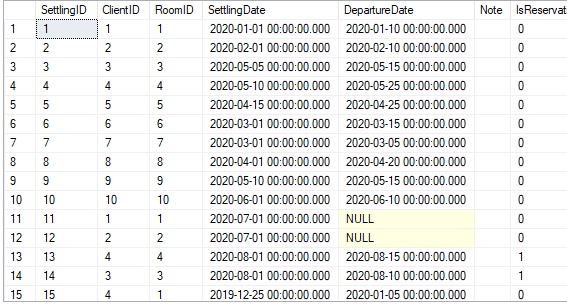 SettlingID ClientID RoomID SettlingDate DepartureDate Note IsReservat
1 1 1 1 2020-01-01 00:00:00.000 2020-01-10 00:00:00.000 0
2 2 2 2 2020-02-01 00:00:00.000 2020-02-10 00:00:00.000 0
3 3 3 3 2020-05-05 00:00:00.000 2020-05-15 00:00:00.000 0
4 4 4 4 2020-05-10 00:00:00.000 2020-05-25 00:00:00.000 0
5 5 5 5 2020-04-15 00:00:00.000 2020-04-25 00:00:00.000 0
6 6 6 6 2020-03-01 00:00:00.000 2020-03-15 00:00:00.000 0
7 7 7 7 2020-03-01 00:00:00.000 2020-03-05 00:00:00.000 0
8 8 8 8 2020-04-01 00:00:00.000 2020-04-20 00:00:00.000 0
9 9 9 9 2020-05-10 00:00:00.000 2020-05-15 00:00:00.000 0
10 10 10 10 2020-06-01 00:00:00.000 2020-06-10 00:00:00.000 0
11 11 1 1 2020-07-01 00:00:00.000 NULL 0
12 12 2 2 2020-07-01 00:00:00.000 NULL 0
13 13 4 4 2020-08-01 00:00:00.000 2020-08-15 00:00:00.000 1
14 14 3 3 2020-08-01 00:00:00.000 2020-08-10 00:00:00.000 1
15 15 4 1 2019-12-25 00:00:00.000 2020-01-05 00:00:00.000 0